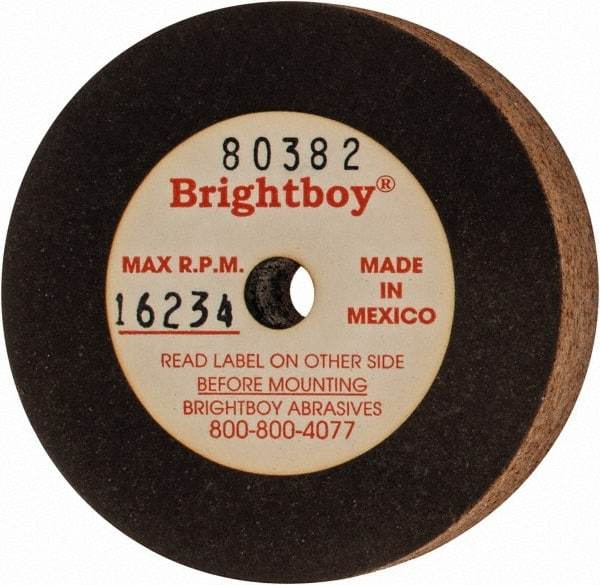 80382
Brightboy®
MAX R.P.M.
16234
MADE
IN
MEXICO
READ LABEL ON OTHER SIDE
BEFORE MOUNTING
BRIGHTBOY ABRASIVES
800-800-4077